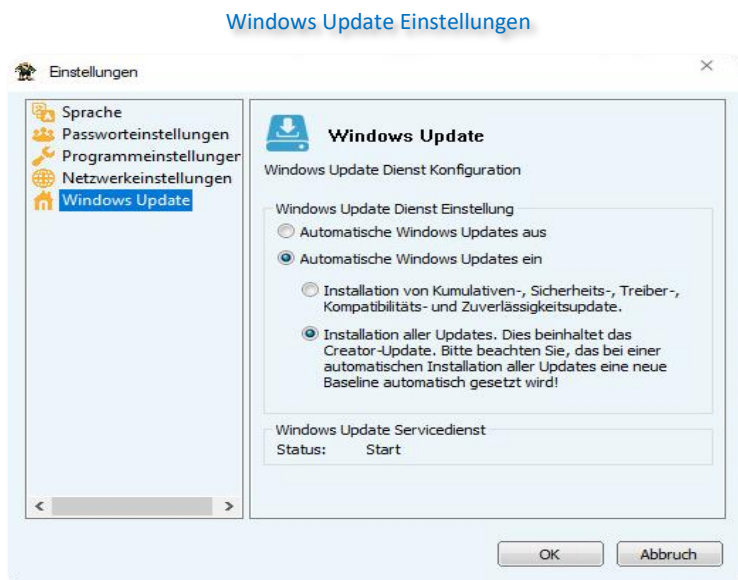 Windows Update Einstellungen
Einstellungen
Sprache
Passworteinstellungen
Programmeinstellunger
Netzwerkeinstellungen
Windows Update
Windows Update
Windows Update Dienst Konfiguration
Windows Update Dienst Einstellung
Automatische Windows Updates aus
Automatische Windows Updates ein
Installation von Kumulativen-, Sicherheits-, Treiber-,
Kompatibilitäts- und Zuverlässigkeitsupdate.
Installation aller Updates. Dies beinhaltet das
Creator-Update. Bitte beachten Sie, das bei einer
automatischen Installation aller Updates eine neue
Baseline automatisch gesetzt wird!
Windows Update Servicedienst
Status: Start
OK Abbruch